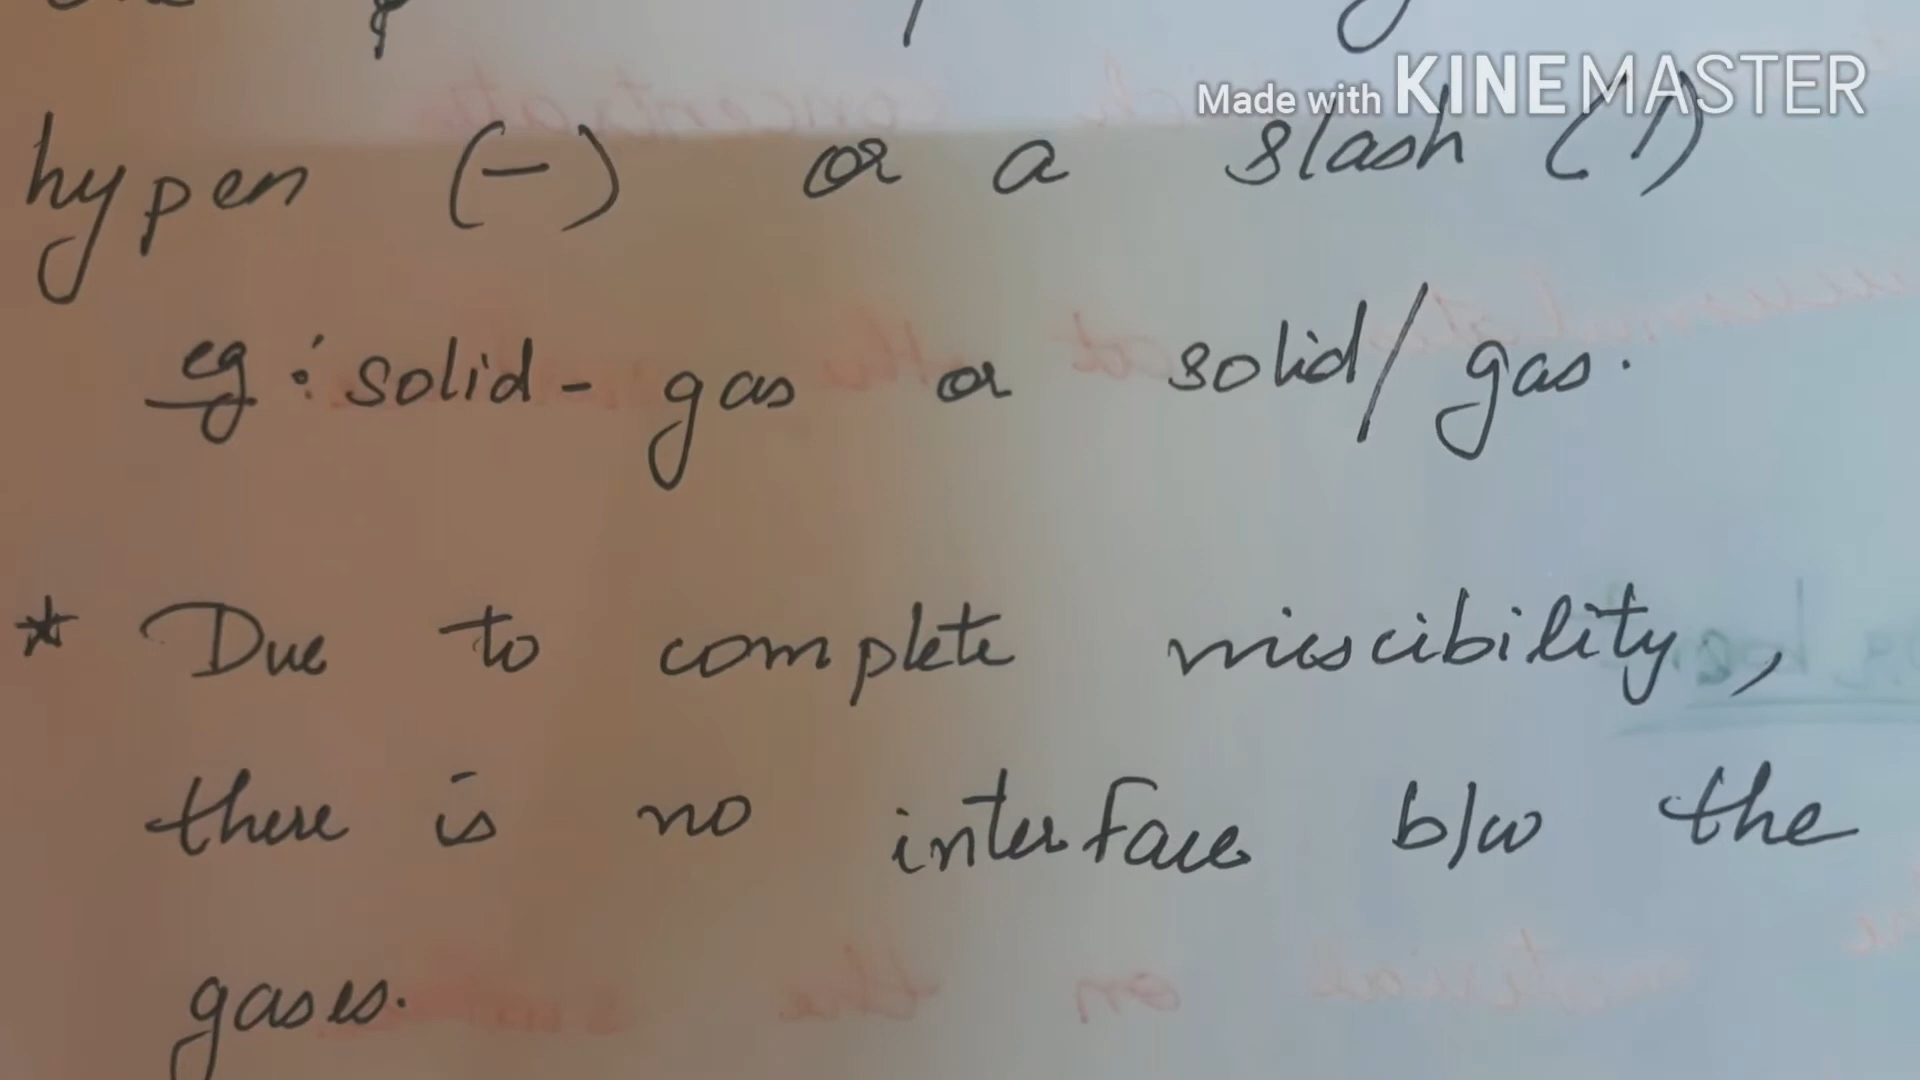 Made with KINEMASTER
hypen (-) or a slash (/)
eg: solid - gas or solid/gas.
* Due to complete miscibility,
there is no interface b/w the
gases.